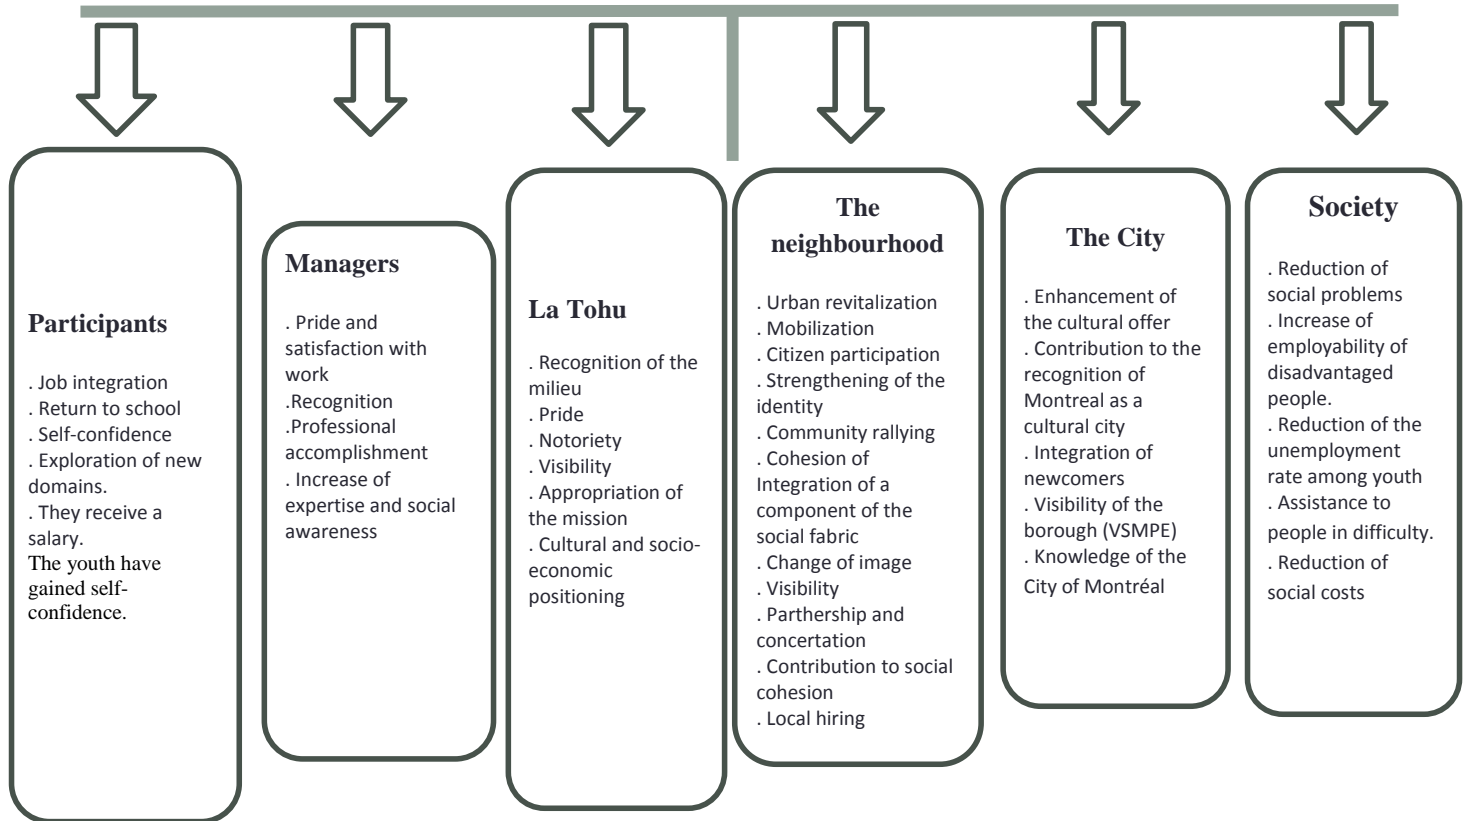 Participants
. Job integration
. Return to school
. Self-confidence
. Exploration of new
domains.
. They receive a
salary.
The youth have
gained self-
confidence.
Managers
. Pride and
satisfaction with
work
.Recognition
.Professional
accomplishment
. Increase of
expertise and social
awareness
La Tohu
. Recognition of the
milieu
. Pride
. Notoriety
. Visibility
. Appropriation of
the mission
. Cultural and socio-
economic
positioning
The
neighbourhood
. Urban revitalization
. Mobilization
. Citizen participation
. Strengthening of the
identity
. Community rallying
. Cohesion of
Integration of a
component of the
social fabric
. Change of image
. Visibility
. Parthership and
concertation
. Contribution to social
cohesion
. Local hiring
The City
. Enhancement of
the cultural offer
. Contribution to the
recognition of
Montreal as a
cultural city
. Integration of
newcomers
. Visibility of the
borough (VSMPE)
. Knowledge of the
City of Montréal
Society
. Reduction of
social problems
. Increase of
employability of
disadvantaged
people.
. Reduction of the
unemployment
rate among youth
. Assistance to
people in difficulty.
. Reduction of
social costs